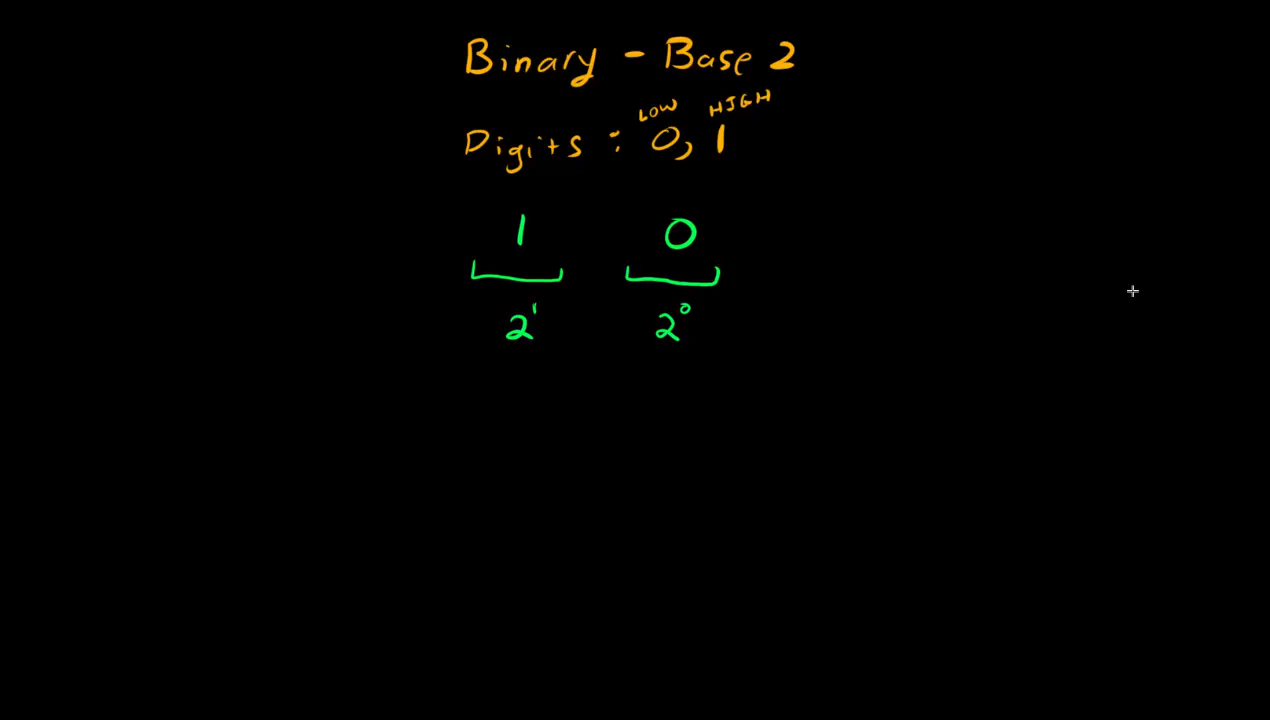 Binary - Base 2
LOW HIGH
Digits : 0, 1
1 0
2¹ 2⁰